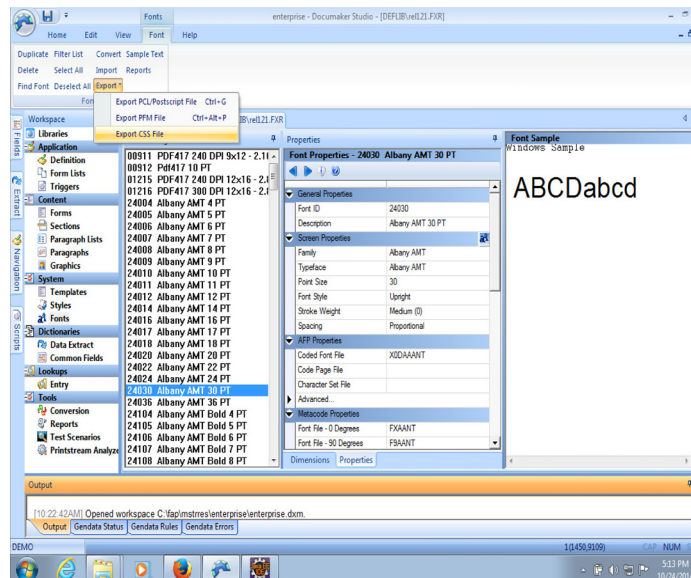 Fonts
enterprise - Documaker Studio - [DEFLIB\rel121.FXR]
Home Edit View Font Help
Duplicate Filter List Convert Sample Text
Delete Select All Import Reports
Find Font Deselect All Export
Export PCL/Postscript File Ctrl+G
Export PFM File Ctrl+Alt+P
Export CSS File
Workspace
IB\rel121.FXR
Fields
Extract
Navigation
Scripts
Libraries
Application
Definition
Form Lists
Triggers
Content
Forms
Sections
Paragraph Lists
Paragraphs
Graphics
System
Templates
Styles
Fonts
Dictionaries
Data Extract
Common Fields
Lookups
Entry
Tools
Conversion
Reports
Test Scenarios
Printstream Analyze
00911 PDF417 240 DPI 9x12 - 2.1
00912 Pdf417 10 PT
01215 PDF417 240 DPI 12x16 - 2.
01216 PDF417 300 DPI 12x16 - 2.
24004 Albany AMT 4 PT
24005 Albany AMT 5 PT
24006 Albany AMT 6 PT
24007 Albany AMT 7 PT
24008 Albany AMT 8 PT
24009 Albany AMT 9 PT
24010 Albany AMT 10 PT
24011 Albany AMT 11 PT
24012 Albany AMT 12 PT
24014 Albany AMT 14 PT
24016 Albany AMT 16 PT
24017 Albany AMT 17 PT
24018 Albany AMT 18 PT
24020 Albany AMT 20 PT
24022 Albany AMT 22 PT
24024 Albany AMT 24 PT
24030 Albany AMT 30 PT
24036 Albany AMT 36 PT
24104 Albany AMT Bold 4 PT
24105 Albany AMT Bold 5 PT
24106 Albany AMT Bold 6 PT
24107 Albany AMT Bold 7 PT
24108 Albany AMT Bold 8 PT
Properties
Font Properties - 24030 Albany AMT 30 PT
General Properties
Font ID 24030
Description Albany AMT 30 PT
Screen Properties
Family Albany AMT
Typeface Albany AMT
Point Size 30
Font Style Upright
Stroke Weight Medium (0)
Spacing Proportional
AFP Properties
Coded Font File X0DAAANT
Code Page File
Character Set File
Advanced...
Metacode Properties
Font File - 0 Degrees FXAANT
Font File - 90 Degrees F9AANT
Dimensions Properties
Font Sample
Windows Sample
ABCDabcd
Output
[10:22:42AM] Opened workspace C:\fap\mstrres\enterprise\enterprise.dxm.
Output Gendata Status Gendata Rules Gendata Errors
DEMO
1(1450,9109) CAP NUM
5:13 PM